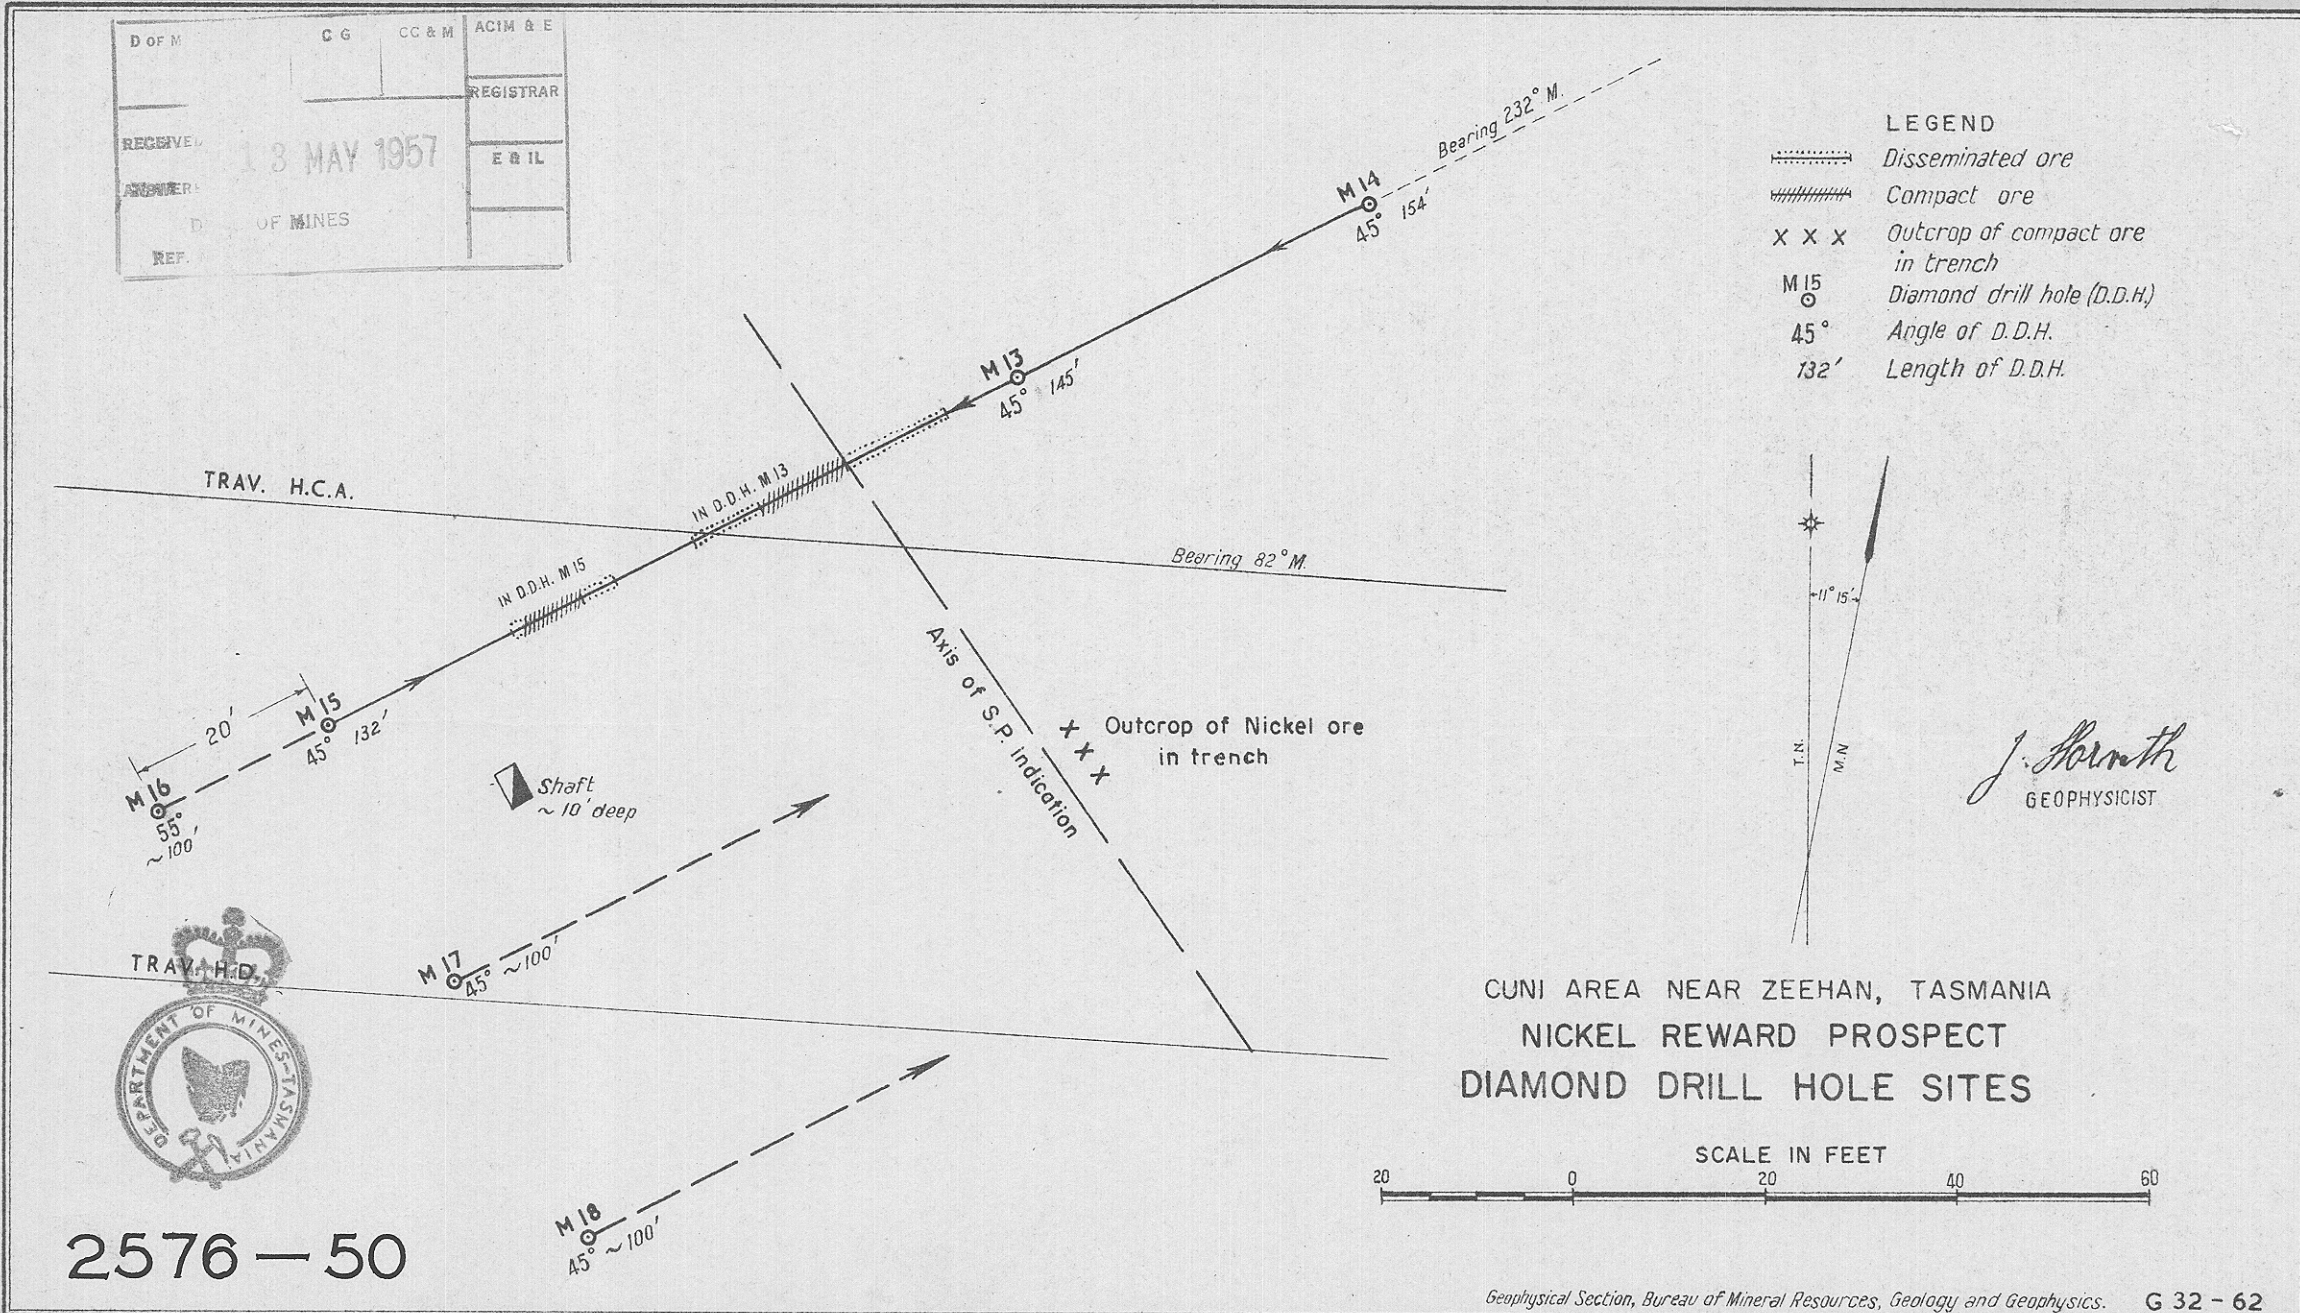 D OF M
C G
CC & M
ACIM & E
REGISTRAR
RECEIVE
13 MAY 1957
E & IL
ANSWER
OF MINES
REF.
Bearing 232° M.
M 14
45° 154'
M 13
45° 145'
LEGEND
Disseminated ore
Compact ore
X X X Outcrop of compact ore
in trench
M 15 Diamond drill hole (D.D.H.)
45° Angle of D.D.H.
132' Length of D.D.H.
TRAV. H.C.A.
IN D.D.H. M 13
Bearing 82° M.
IN D.D.H. M 15
11° 15'
20'
M 15
45° 132'
M 16
55°
~100'
Shaft
~ 10' deep
Axis of S.P. indication
X X X
Outcrop of Nickel ore
in trench
T.N.
M.N
J. Horvath
GEOPHYSICIST
TRAV. H.D.
M 17
45° ~100'
DEPARTMENT OF MINES-TASMANIA
CUNI AREA NEAR ZEEHAN, TASMANIA
NICKEL REWARD PROSPECT
DIAMOND DRILL HOLE SITES
SCALE IN FEET
20 0 20 40 60
M 18
45° ~100'
2576-50
Geophysical Section, Bureau of Mineral Resources, Geology and Geophysics. G 32-62